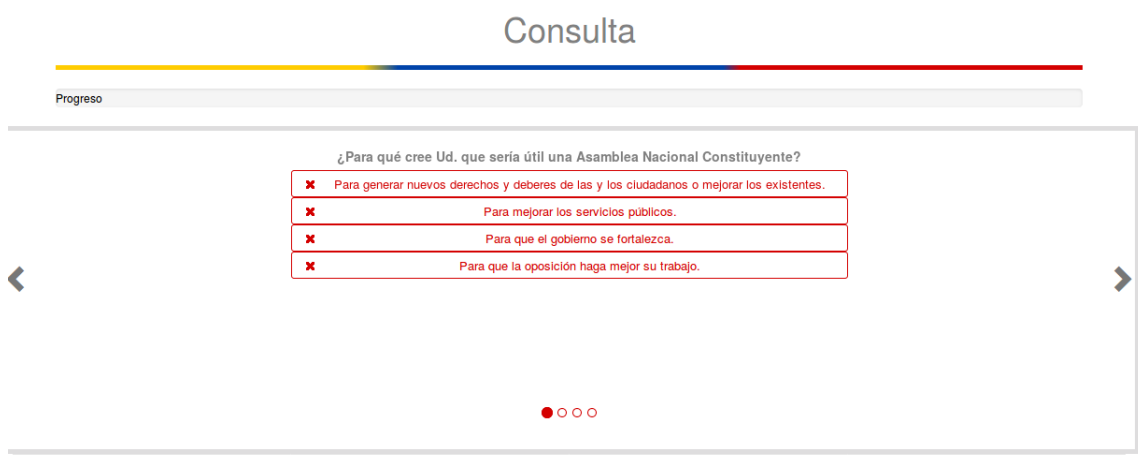 Consulta
Progreso
¿Para qué cree Ud. que sería útil una Asamblea Nacional Constituyente?
Para generar nuevos derechos y deberes de las y los ciudadanos o mejorar los existentes.
Para mejorar los servicios públicos.
Para que el gobierno se fortalezca.
Para que la oposición haga mejor su trabajo.